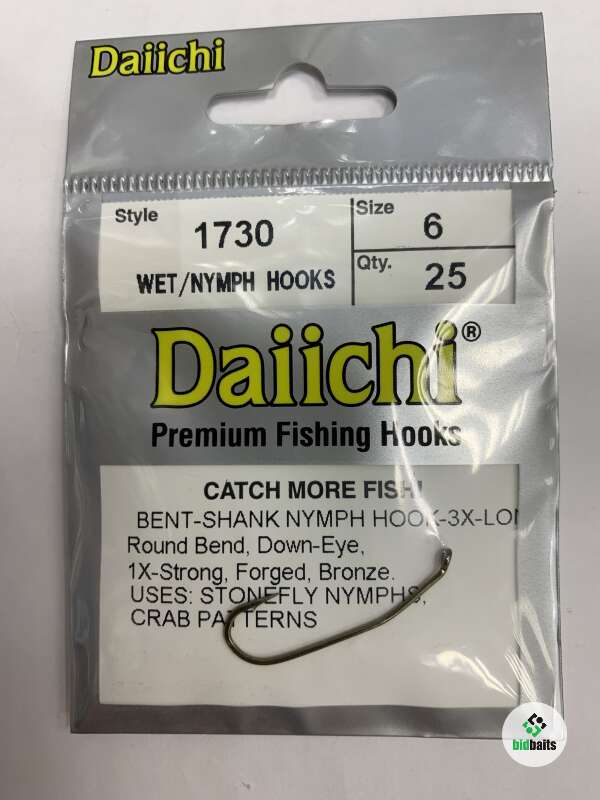 Daiichi
Style 1730
Size 6
WET/NYMPH HOOKS
Qty. 25
Daiichi®
Premium Fishing Hooks
CATCH MORE FISH!
BENT-SHANK NYMPH HOOK-3X-LON
Round Bend, Down-Eye,
1X-Strong, Forged, Bronze.
USES: STONEFLY NYMPHS,
CRAB PATTERNS
bidbaits